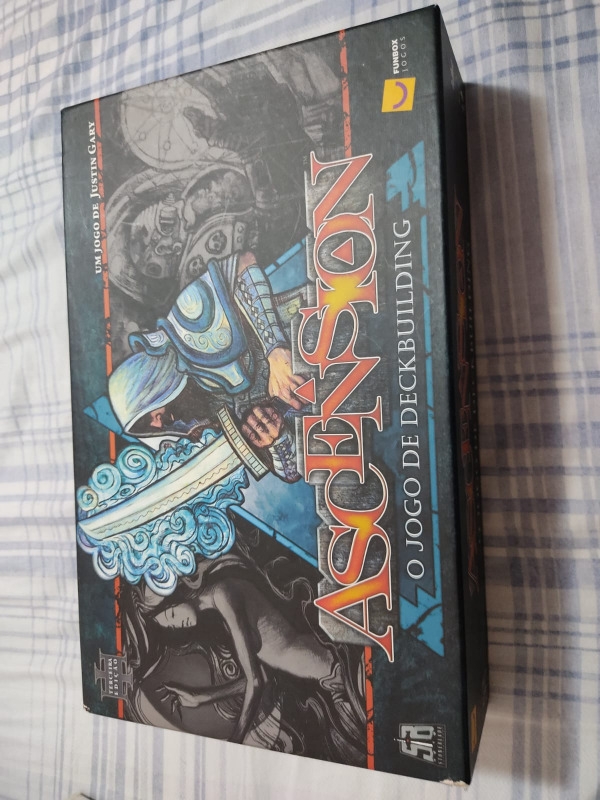 UM JOGO DE JUSTIN GARY
FUNBOX
JOGOS
ASCENSION
O JOGO DE DECKBUILDING
TERCEIRA
EDIÇÃO